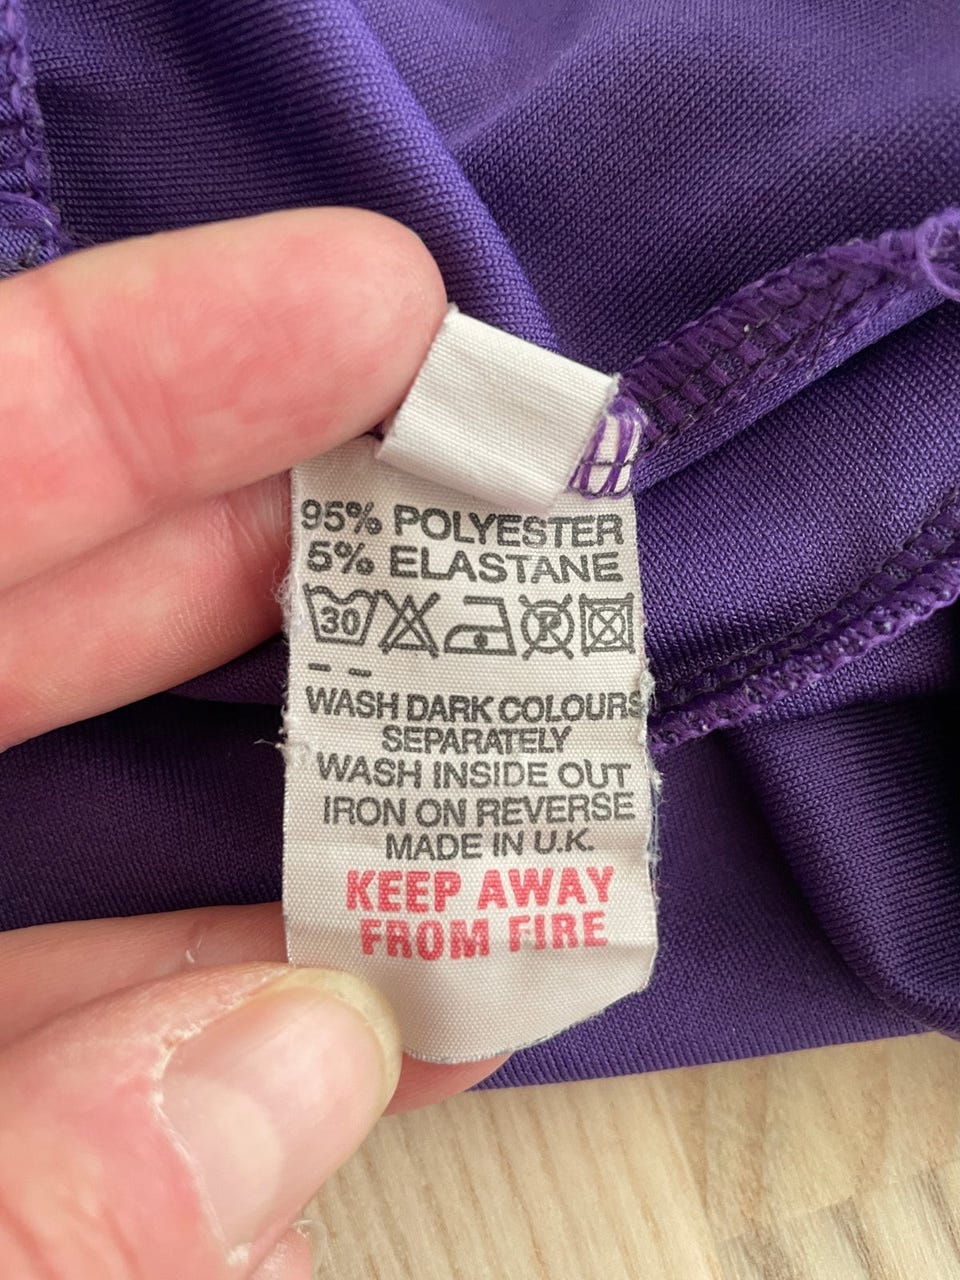 95% POLYESTER
5% ELASTANE
30 P
WASH DARK COLOURS
SEPARATELY
WASH INSIDE OUT
IRON ON REVERSE
MADE IN U.K.
KEEP AWAY
FROM FIRE